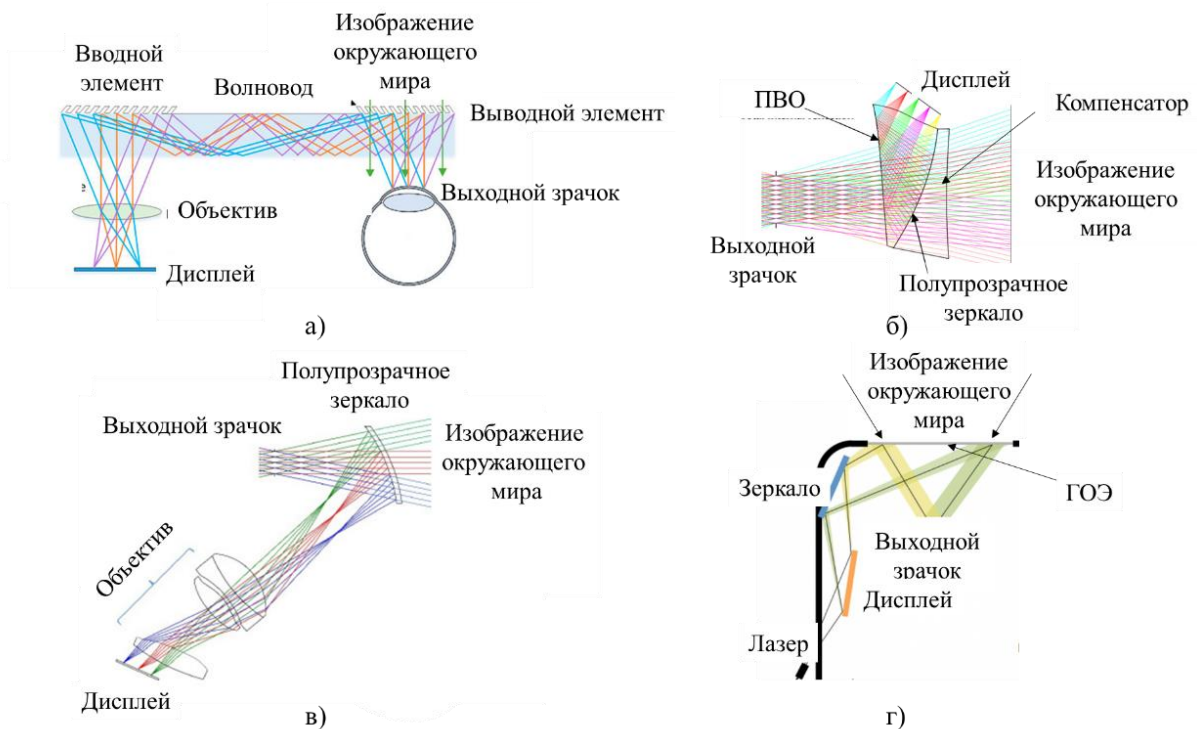 Вводной
элемент
Волновод
Изображение
окружающего
мира
Выводной элемент
Объектив
Выходной зрачок
Дисплей
а)
Дисплей
ПВО
Компенсатор
Изображение
окружающего
мира
Выходной
зрачок
Полупрозрачное
зеркало
б)
Полупрозрачное
зеркало
Выходной зрачок
Изображение
окружающего
мира
Объектив
Дисплей
в)
Изображение
окружающего
мира
Зеркало
ГОЭ
Выходной
зрачок
Дисплей
Лазер
г)